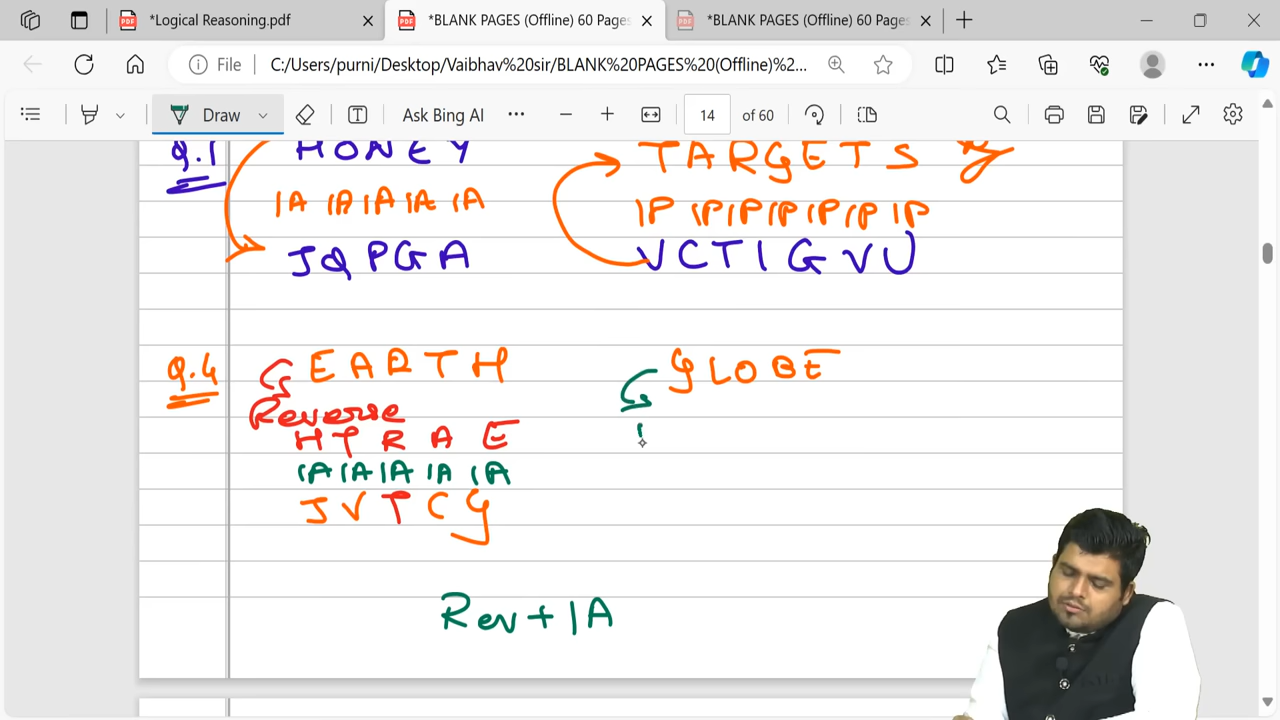 *Logical Reasoning.pdf
*BLANK PAGES (Offline) 60 Pages
*BLANK PAGES (Offline) 60 Pages
File C:/Users/purni/Desktop/Vaibhav%20sir/BLANK%20PAGES%20(Offline)%2...
Draw Ask Bing AI 14 of 60
Q.1 HONEY TARGETS
1A 1A 1A 1A 1A 1P 1P 1P 1P 1P 1P 1P
JQPGA VCTIGVU
Q.4 EARTH GLOBE
Reverse
HTRAE
1A 1A 1A 1A 1A
JVTCG
Rev+1A